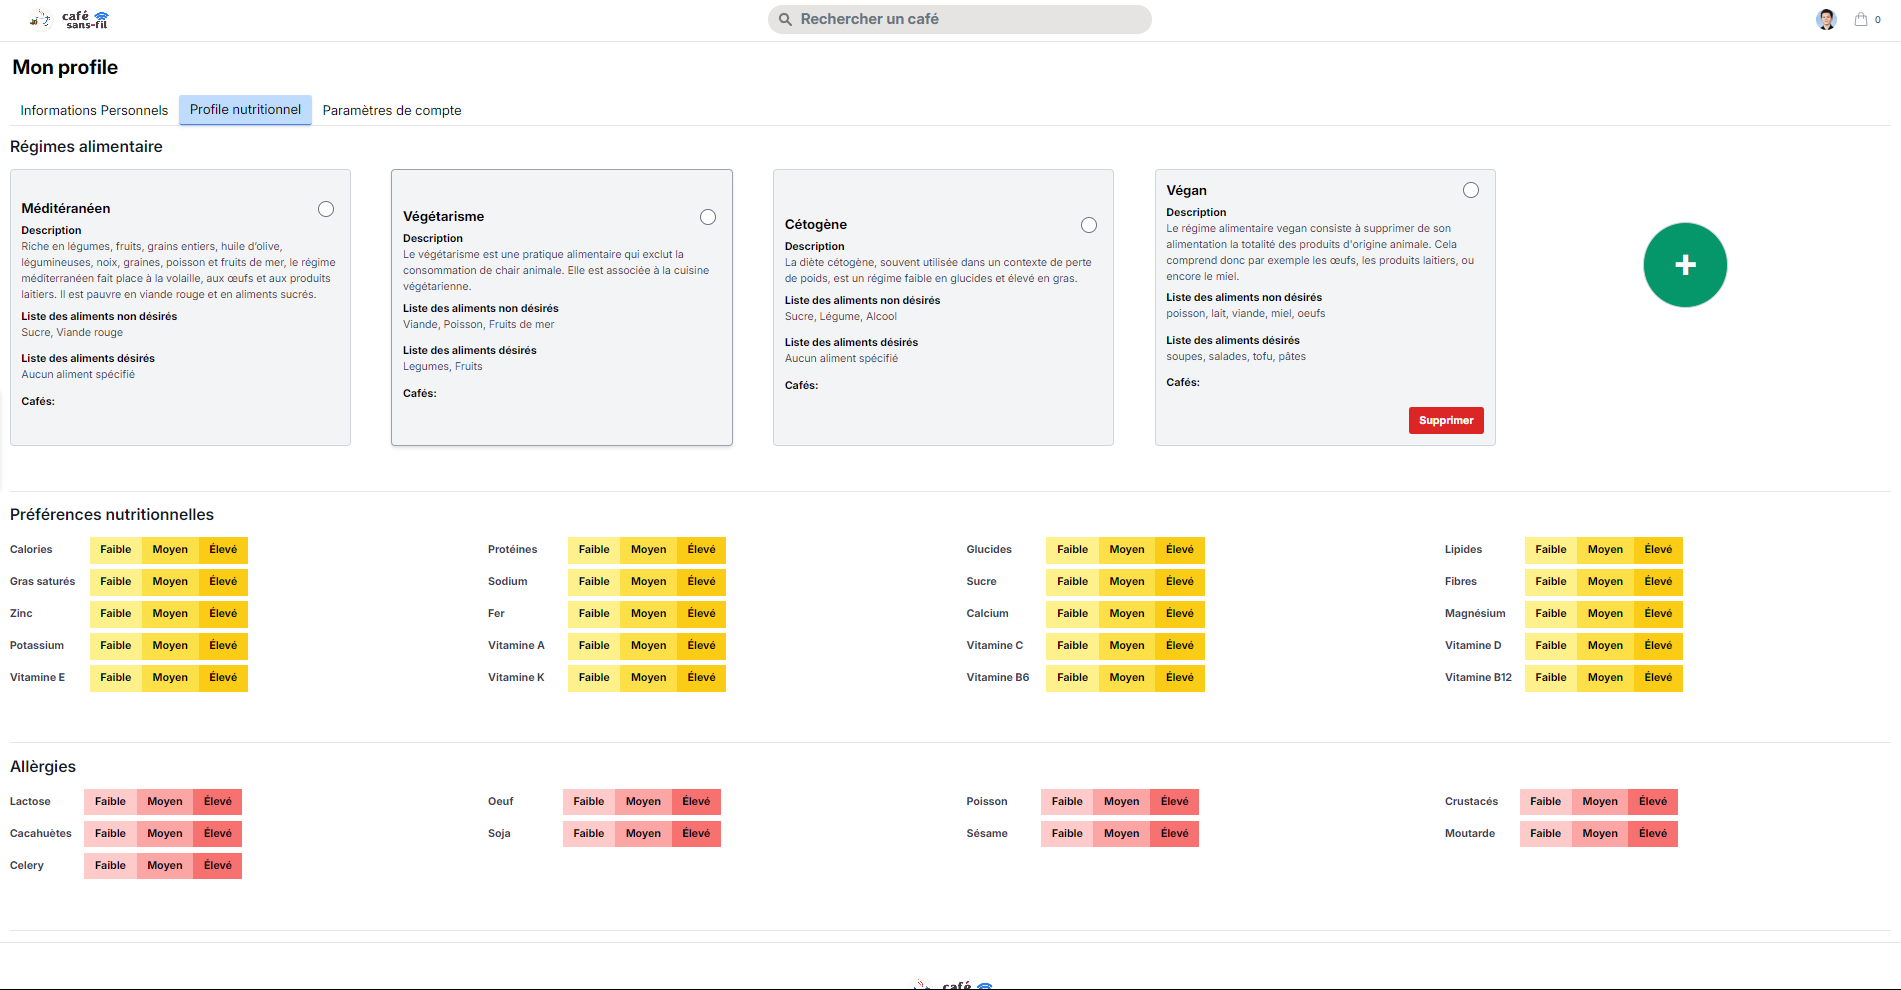 café
sans-fil
Rechercher un café
0
Mon profile
Informations Personnels
Profile nutritionnel
Paramètres de compte
Régimes alimentaire
Méditéranéen
Description
Riche en légumes, fruits, grains entiers, huile d'olive,
légumineuses, noix, graines, poisson et fruits de mer, le régime
méditerranéen fait place à la volaille, aux œufs et aux produits
laitiers. Il est pauvre en viande rouge et en aliments sucrés.
Liste des aliments non désirés
Sucre, Viande rouge
Liste des aliments désirés
Aucun aliment spécifié
Cafés:
Végétarisme
Description
Le végétarisme est une pratique alimentaire qui exclut la
consommation de chair animale. Elle est associée à la cuisine
végétarienne.
Liste des aliments non désirés
Viande, Poisson, Fruits de mer
Liste des aliments désirés
Legumes, Fruits
Cafés:
Cétogène
Description
La diète cétogène, souvent utilisée dans un contexte de perte
de poids, est un régime faible en glucides et élevé en gras.
Liste des aliments non désirés
Sucre, Légume, Alcool
Liste des aliments désirés
Aucun aliment spécifié
Cafés:
Végan
Description
Le régime alimentaire vegan consiste à supprimer de son
alimentation la totalité des produits d'origine animale. Cela
comprend donc par exemple les œufs, les produits laitiers, ou
encore le miel.
Liste des aliments non désirés
poisson, lait, viande, miel, oeufs
Liste des aliments désirés
soupes, salades, tofu, pâtes
Cafés:
Supprimer
+
Préférences nutritionnelles
Calories Faible Moyen Élevé Protéines Faible Moyen Élevé Glucides Faible Moyen Élevé Lipides Faible Moyen Élevé
Gras saturés Faible Moyen Élevé Sodium Faible Moyen Élevé Sucre Faible Moyen Élevé Fibres Faible Moyen Élevé
Zinc Faible Moyen Élevé Fer Faible Moyen Élevé Calcium Faible Moyen Élevé Magnésium Faible Moyen Élevé
Potassium Faible Moyen Élevé Vitamine A Faible Moyen Élevé Vitamine C Faible Moyen Élevé Vitamine D Faible Moyen Élevé
Vitamine E Faible Moyen Élevé Vitamine K Faible Moyen Élevé Vitamine B6 Faible Moyen Élevé Vitamine B12 Faible Moyen Élevé
Allèrgies
Lactose Faible Moyen Élevé Oeuf Faible Moyen Élevé Poisson Faible Moyen Élevé Crustacés Faible Moyen Élevé
Cacahuètes Faible Moyen Élevé Soja Faible Moyen Élevé Sésame Faible Moyen Élevé Moutarde Faible Moyen Élevé
Celery Faible Moyen Élevé
café